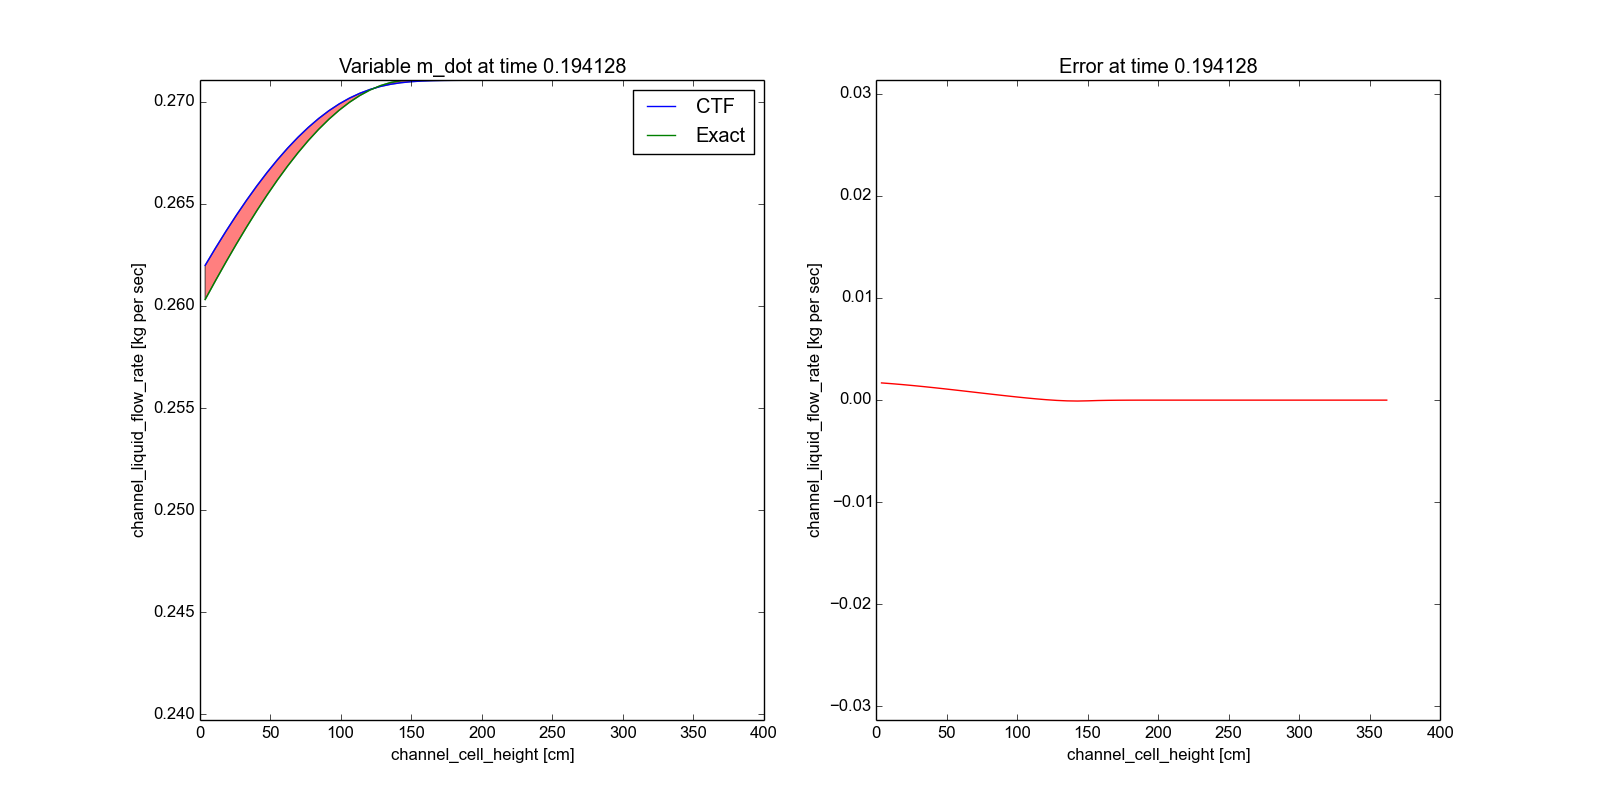 Variable m_dot at time 0.194128
0.270
0.265
0.260
0.255
0.250
0.245
0.240
channel_liquid_flow_rate [kg per sec]
CTF
Exact
0 50 100 150 200 250 300 350 400
channel_cell_height [cm]
Error at time 0.194128
0.03
0.02
0.01
0.00
−0.01
−0.02
−0.03
channel_liquid_flow_rate [kg per sec]
0 50 100 150 200 250 300 350 400
channel_cell_height [cm]